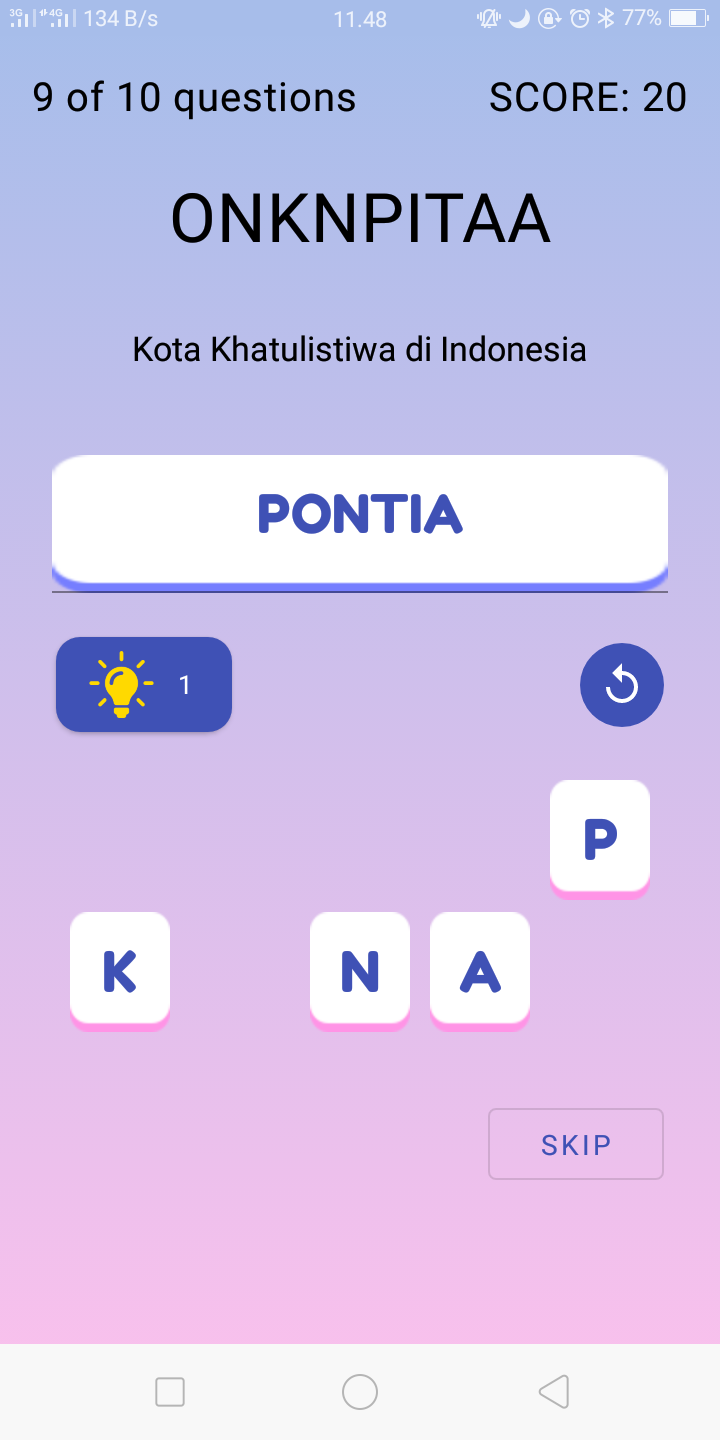 3G 4G 134 B/s 11.48 77%
9 of 10 questions SCORE: 20
ONKNPITAA
Kota Khatulistiwa di Indonesia
PONTIA
1
P
K N A
SKIP